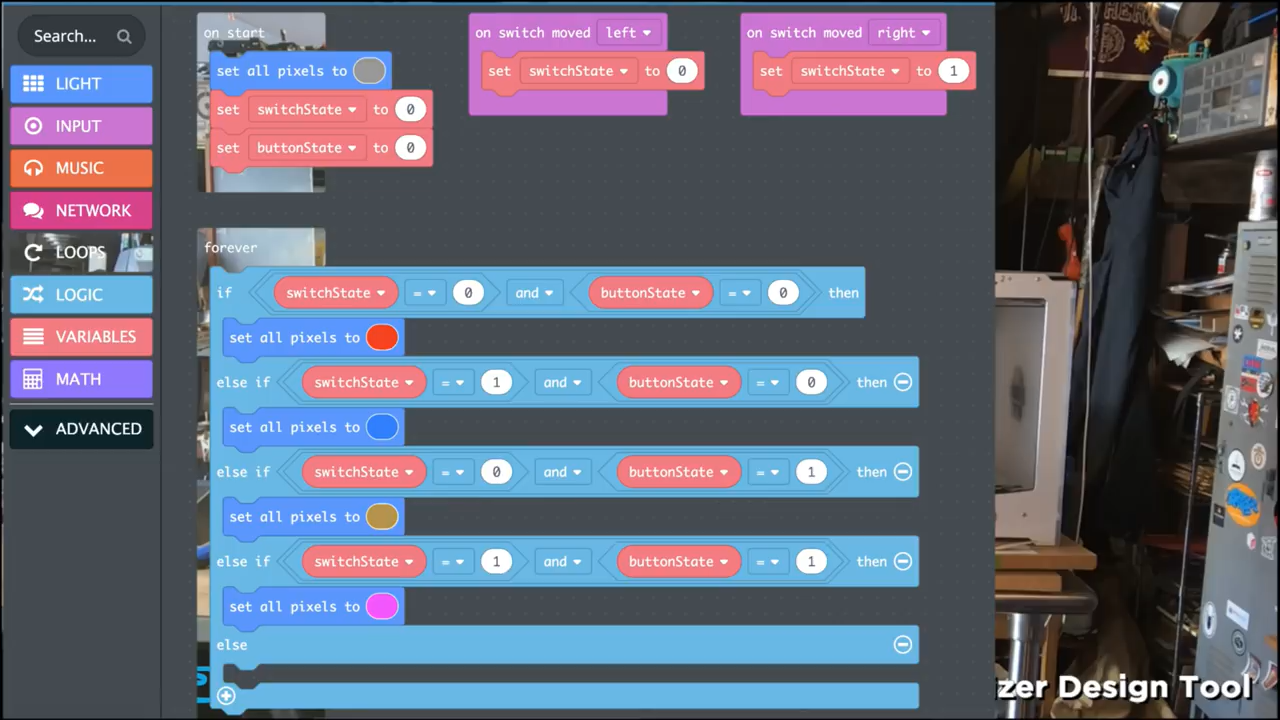 Search...
LIGHT
INPUT
MUSIC
NETWORK
LOOPS
LOGIC
VARIABLES
MATH
ADVANCED
on start
set all pixels to
set switchState to 0
set buttonState to 0
on switch moved left
set switchState to 0
on switch moved right
set switchState to 1
forever
if switchState = 0 and buttonState = 0 then
set all pixels to
else if switchState = 1 and buttonState = 0 then
set all pixels to
else if switchState = 0 and buttonState = 1 then
set all pixels to
else if switchState = 1 and buttonState = 1 then
set all pixels to
else
zer Design Tool